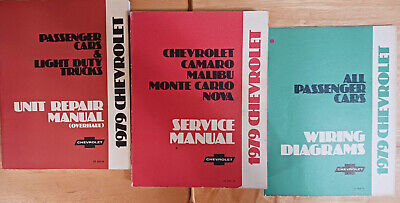 PASSENGER
CARS
&
LIGHT DUTY
TRUCKS
UNIT REPAIR
MANUAL
(OVERHAUL)
CHEVROLET
1979 CHEVROLET
CHEVROLET
CAMARO
MALIBU
MONTE CARLO
NOVA
SERVICE
MANUAL
CHEVROLET
1979 CHEVROLET
ALL
PASSENGER
CARS
WIRING
DIAGRAMS
CHEVROLET
1979 CHEVROLET